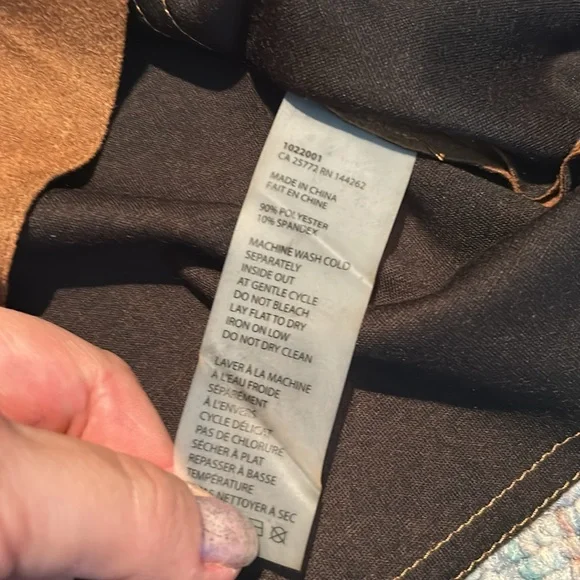 1022001
CA 25772 RN 144262
MADE IN CHINA
FAIT EN CHINE
90% POLYESTER
10% SPANDEX
MACHINE WASH COLD
SEPARATELY
INSIDE OUT
AT GENTLE CYCLE
DO NOT BLEACH
LAY FLAT TO DRY
IRON ON LOW
DO NOT DRY CLEAN
LAVER À LA MACHINE
À L'EAU FROIDE
SÉPARÉMENT
À L'ENVERS
CYCLE DÉLICAT
PAS DE CHLORURE
SÉCHER À PLAT
REPASSER À BASSE
TEMPÉRATURE
NETTOYER À SEC